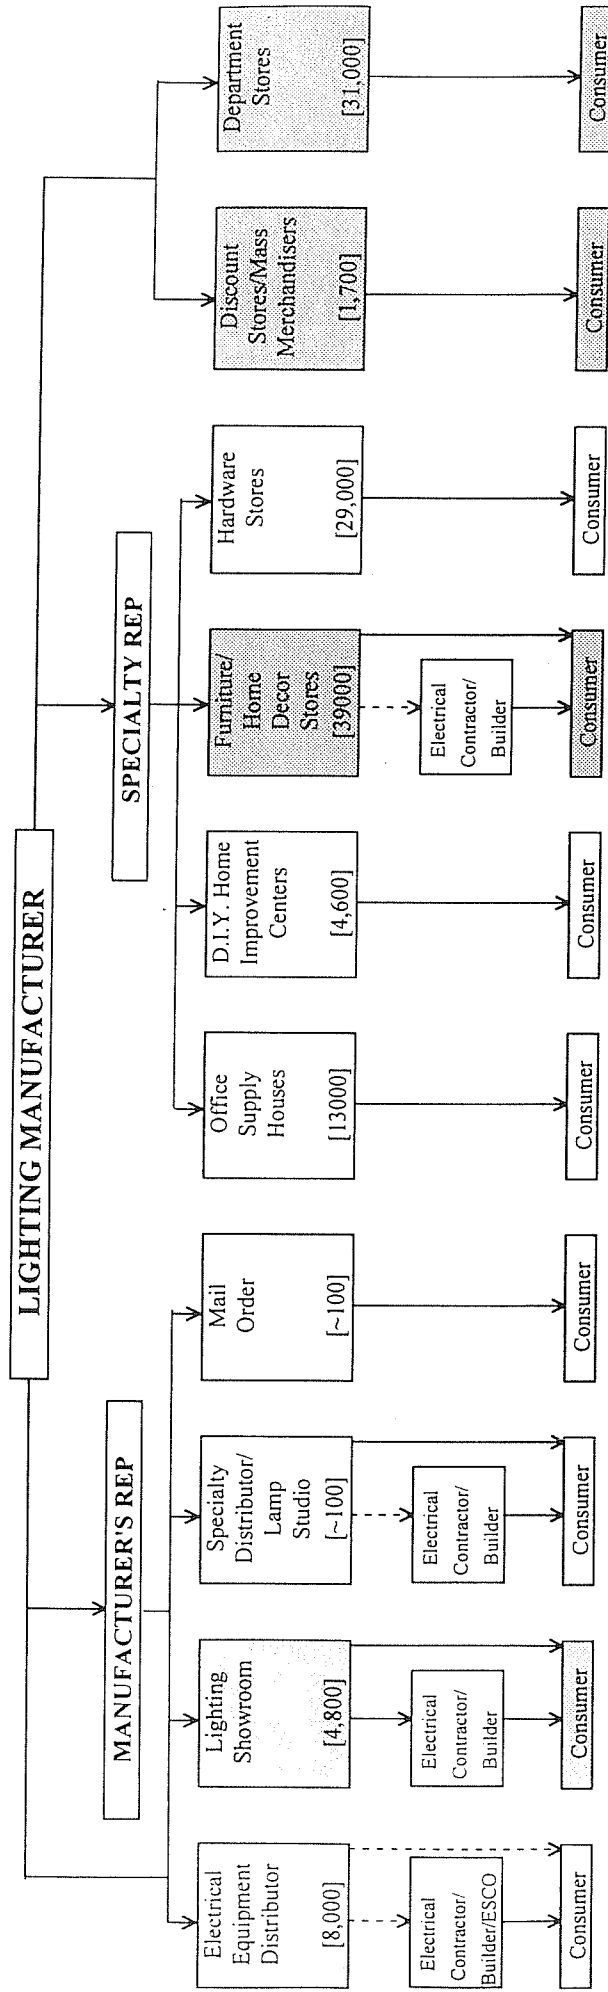 LIGHTING MANUFACTURER
MANUFACTURER'S REP
SPECIALTY REP
Electrical
Equipment
Distributor
[8,000]
Lighting
Showroom
[4,800]
Specialty
Distributor/
Lamp
Studio
[~100]
Mail
Order
[~100]
Office
Supply
Houses
[13000]
D.I.Y. Home
Improvement
Centers
[4,600]
Furniture/
Home
Decor
Stores
[39000]
Hardware
Stores
[29,000]
Discount
Stores/Mass
Merchandisers
[1,700]
Department
Stores
[31,000]
Electrical
Contractor/
Builder/ESCO
Electrical
Contractor/
Builder
Electrical
Contractor/
Builder
Electrical
Contractor/
Builder
Consumer
Consumer
Consumer
Consumer
Consumer
Consumer
Consumer
Consumer
Consumer
Consumer